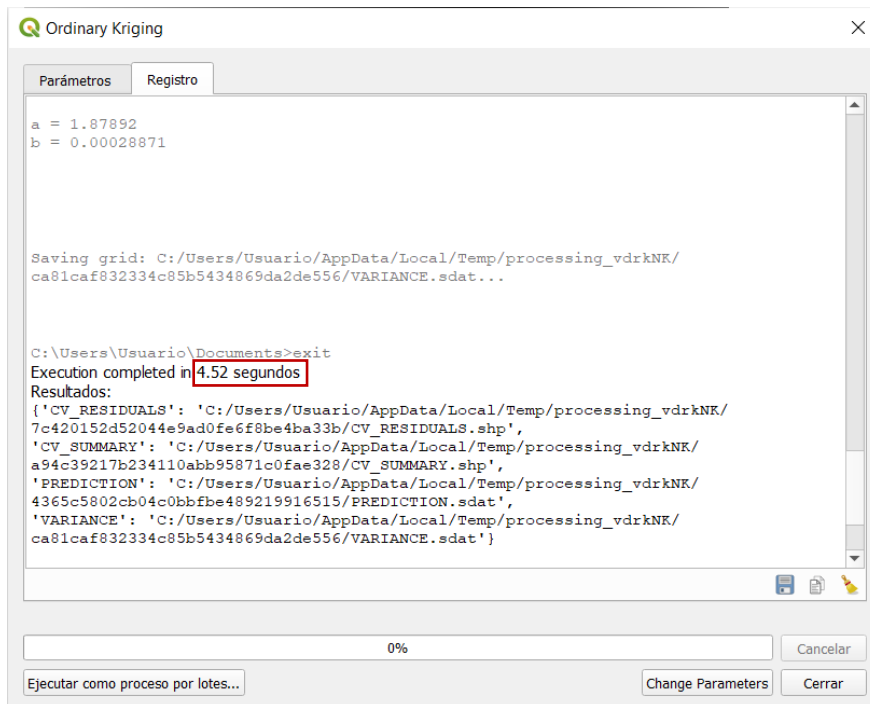 Ordinary Kriging
Parámetros
Registro
a = 1.87892
b = 0.00028871
Saving grid: C:/Users/Usuario/AppData/Local/Temp/processing_vdrkNK/
ca81caf832334c85b5434869da2de556/VARIANCE.sdat...
C:\Users\Usuario\Documents>exit
Execution completed in 4.52 segundos
Resultados:
{'CV_RESIDUALS': 'C:/Users/Usuario/AppData/Local/Temp/processing_vdrkNK/
7c420152d52044e9ad0fe6f8be4ba33b/CV_RESIDUALS.shp',
'CV_SUMMARY': 'C:/Users/Usuario/AppData/Local/Temp/processing_vdrkNK/
a94c39217b234110abb95871c0fae328/CV_SUMMARY.shp',
'PREDICTION': 'C:/Users/Usuario/AppData/Local/Temp/processing_vdrkNK/
4365c5802cb04c0bbfbe489219916515/PREDICTION.sdat',
'VARIANCE': 'C:/Users/Usuario/AppData/Local/Temp/processing_vdrkNK/
ca81caf832334c85b5434869da2de556/VARIANCE.sdat'}
0%
Cancelar
Ejecutar como proceso por lotes...
Change Parameters
Cerrar